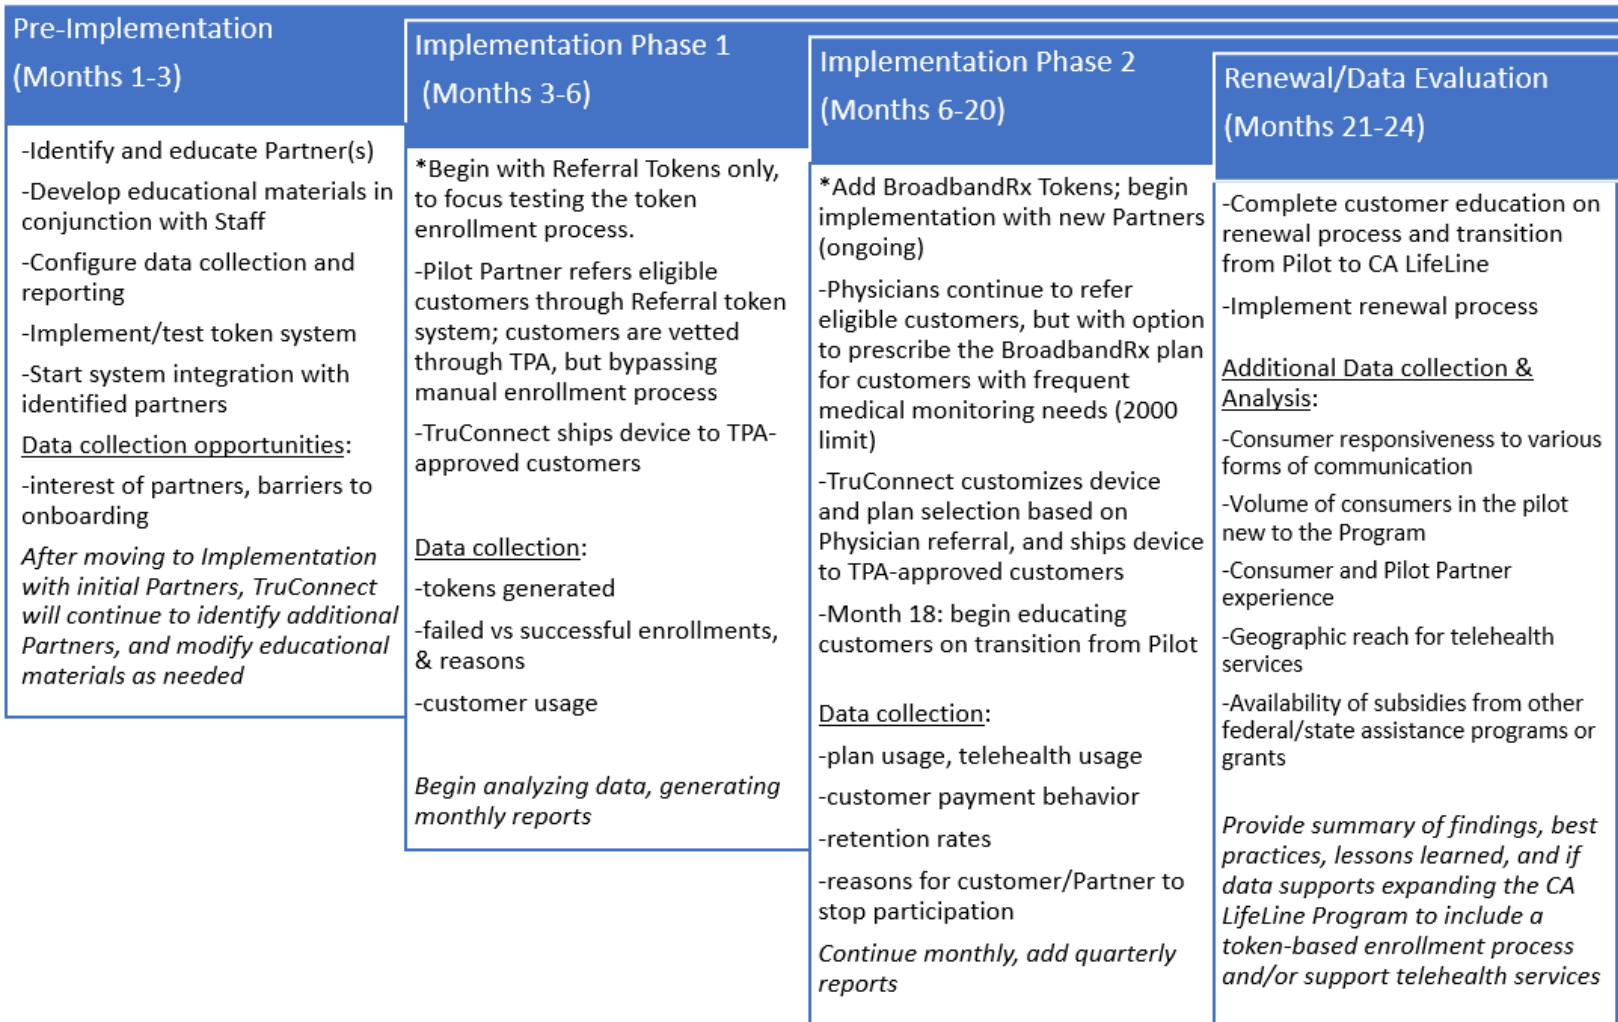 Pre-Implementation
(Months 1-3)
-Identify and educate Partner(s)
-Develop educational materials in
conjunction with Staff
-Configure data collection and
reporting
-Implement/test token system
-Start system integration with
identified partners
Data collection opportunities:
-interest of partners, barriers to
onboarding
After moving to Implementation
with initial Partners, TruConnect
will continue to identify additional
Partners, and modify educational
materials as needed
Implementation Phase 1
(Months 3-6)
*Begin with Referral Tokens only,
to focus testing the token
enrollment process.
-Pilot Partner refers eligible
customers through Referral token
system; customers are vetted
through TPA, but bypassing
manual enrollment process
-TruConnect ships device to TPA-
approved customers
Data collection:
-tokens generated
-failed vs successful enrollments,
& reasons
-customer usage
Begin analyzing data, generating
monthly reports
Implementation Phase 2
(Months 6-20)
*Add BroadbandRx Tokens; begin
implementation with new Partners
(ongoing)
-Physicians continue to refer
eligible customers, but with option
to prescribe the BroadbandRx plan
for customers with frequent
medical monitoring needs (2000
limit)
-TruConnect customizes device
and plan selection based on
Physician referral, and ships device
to TPA-approved customers
-Month 18: begin educating
customers on transition from Pilot
Data collection:
-plan usage, telehealth usage
-customer payment behavior
-retention rates
-reasons for customer/Partner to
stop participation
Continue monthly, add quarterly
reports
Renewal/Data Evaluation
(Months 21-24)
-Complete customer education on
renewal process and transition
from Pilot to CA LifeLine
-Implement renewal process
Additional Data collection &
Analysis:
-Consumer responsiveness to various
forms of communication
-Volume of consumers in the pilot
new to the Program
-Consumer and Pilot Partner
experience
-Geographic reach for telehealth
services
-Availability of subsidies from other
federal/state assistance programs or
grants
Provide summary of findings, best
practices, lessons learned, and if
data supports expanding the CA
LifeLine Program to include a
token-based enrollment process
and/or support telehealth services